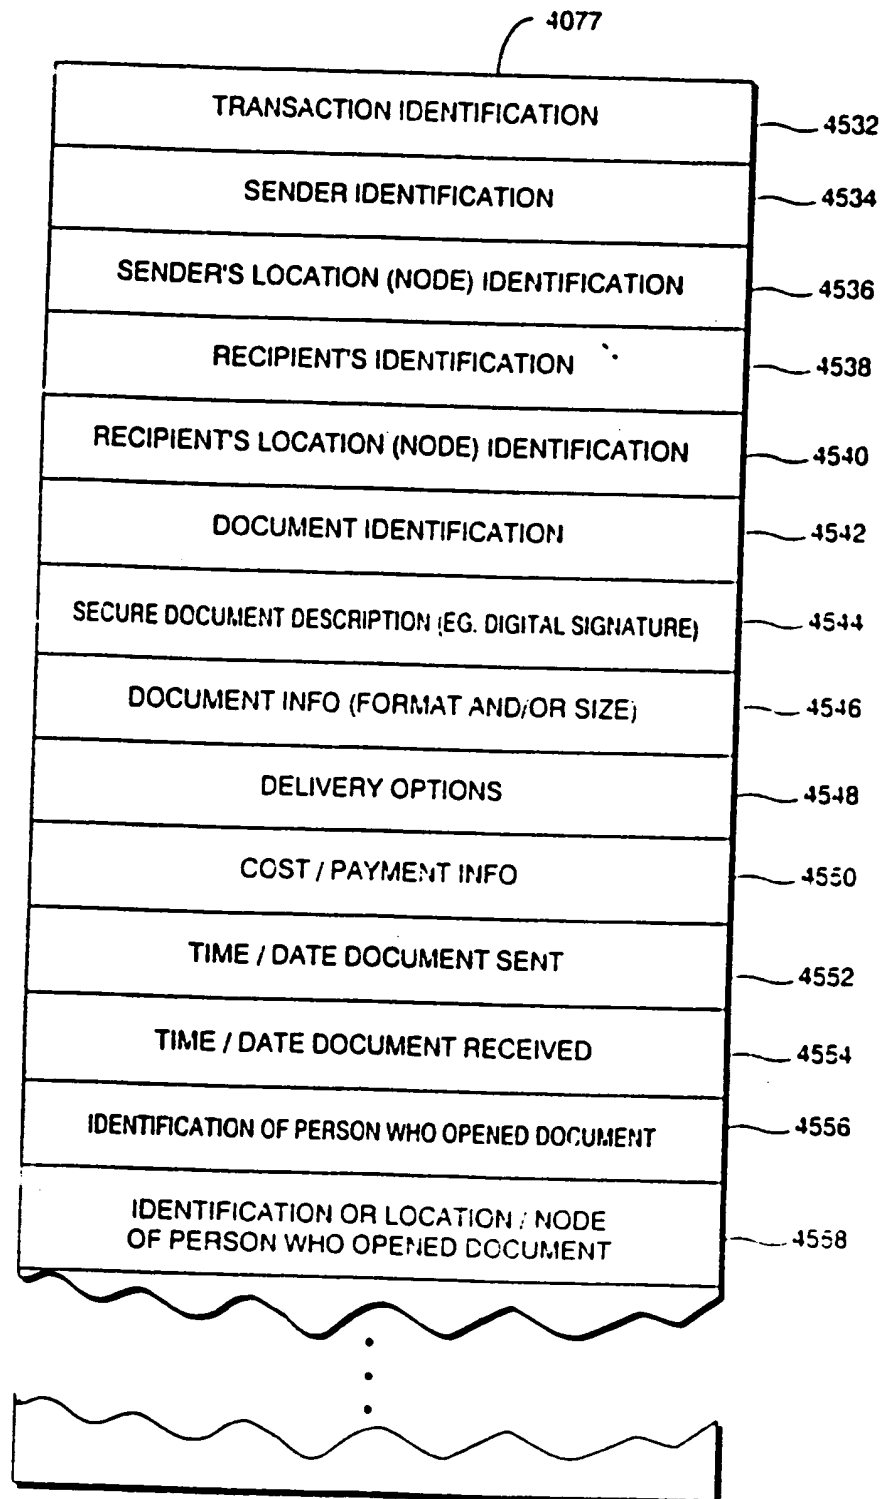 4077
TRANSACTION IDENTIFICATION 4532
SENDER IDENTIFICATION 4534
SENDER'S LOCATION (NODE) IDENTIFICATION 4536
RECIPIENT'S IDENTIFICATION 4538
RECIPIENT'S LOCATION (NODE) IDENTIFICATION 4540
DOCUMENT IDENTIFICATION 4542
SECURE DOCUMENT DESCRIPTION (EG. DIGITAL SIGNATURE) 4544
DOCUMENT INFO (FORMAT AND/OR SIZE) 4546
DELIVERY OPTIONS 4548
COST / PAYMENT INFO 4550
TIME / DATE DOCUMENT SENT 4552
TIME / DATE DOCUMENT RECEIVED 4554
IDENTIFICATION OF PERSON WHO OPENED DOCUMENT 4556
IDENTIFICATION OR LOCATION / NODE
OF PERSON WHO OPENED DOCUMENT 4558